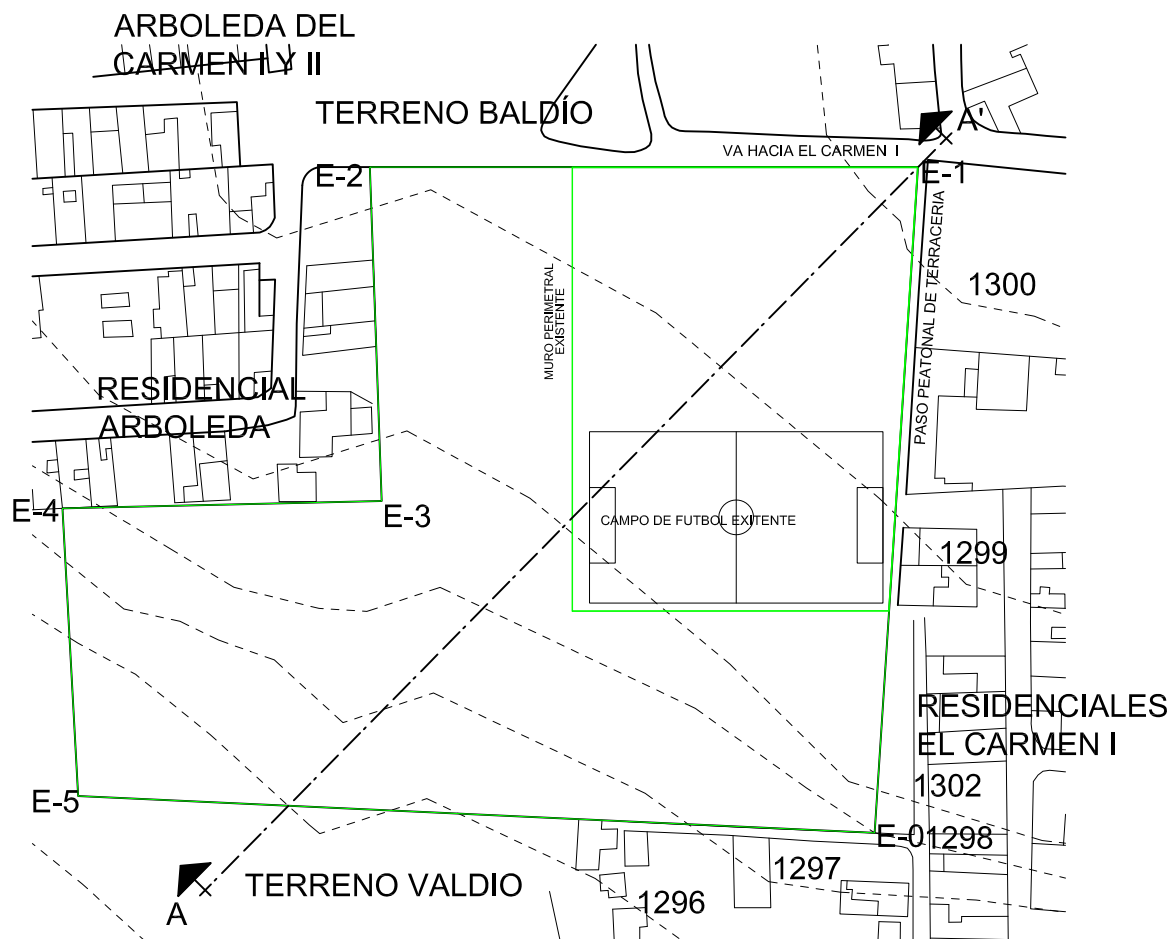 ARBOLEDA DEL
CARMEN I Y II
TERRENO BALDÍO
A'
VA HACIA EL CARMEN I
E-2
E-1
PASO PEATONAL DE TERRACERIA
MURO PERIMETRAL
EXISTENTE
1300
RESIDENCIAL
ARBOLEDA
E-4
E-3
CAMPO DE FUTBOL EXITENTE
1299
RESIDENCIALES
EL CARMEN I
1302
E-5
E-0
1298
1297
TERRENO VALDIO
1296
A